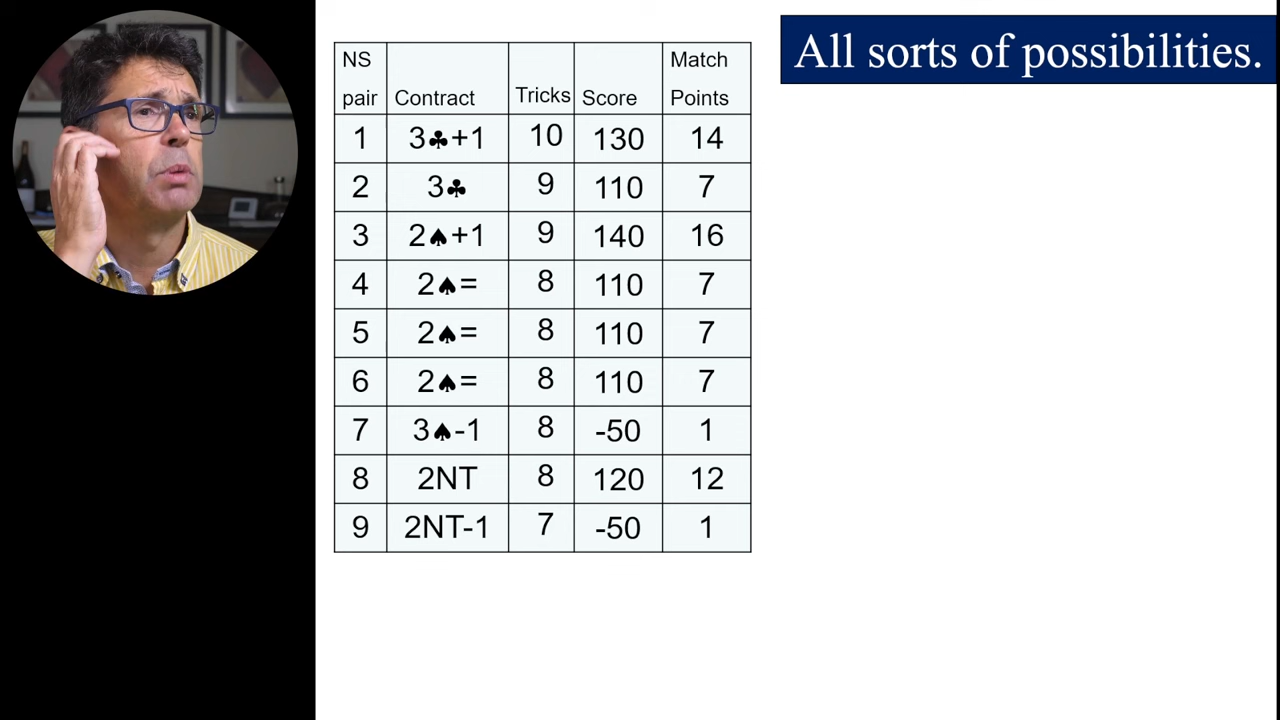 All sorts of possibilities.
NS pair Contract Tricks Score Match Points
1 3♣+1 10 130 14
2 3♣ 9 110 7
3 2♠+1 9 140 16
4 2♠= 8 110 7
5 2♠= 8 110 7
6 2♠= 8 110 7
7 3♠-1 8 -50 1
8 2NT 8 120 12
9 2NT-1 7 -50 1